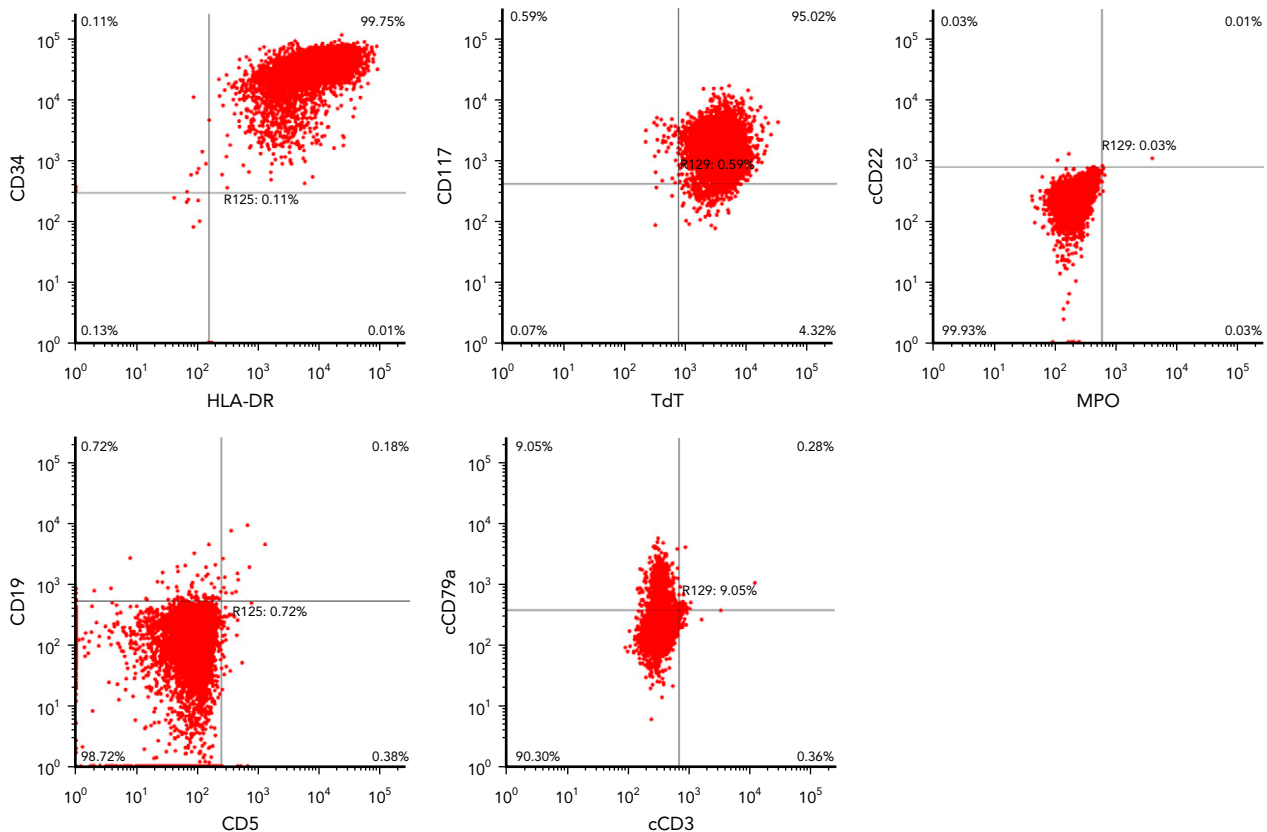 0.11%
99.75%
10^5
10^4
10^3
10^2
10^1
10^0
CD34
R125: 0.11%
0.13%
0.01%
10^0 10^1 10^2 10^3 10^4 10^5
HLA-DR
0.59%
95.02%
10^5
10^4
10^3
10^2
10^1
10^0
CD117
R129: 0.59%
0.07%
4.32%
10^0 10^1 10^2 10^3 10^4 10^5
TdT
0.03%
0.01%
10^5
10^4
10^3
10^2
10^1
10^0
cCD22
R129: 0.03%
99.93%
0.03%
10^0 10^1 10^2 10^3 10^4 10^5
MPO
0.72%
0.18%
10^5
10^4
10^3
10^2
10^1
10^0
CD19
R125: 0.72%
98.72%
0.38%
10^0 10^1 10^2 10^3 10^4 10^5
CD5
9.05%
0.28%
10^5
10^4
10^3
10^2
10^1
10^0
cCD79a
R129: 9.05%
90.30%
0.36%
10^0 10^1 10^2 10^3 10^4 10^5
cCD3